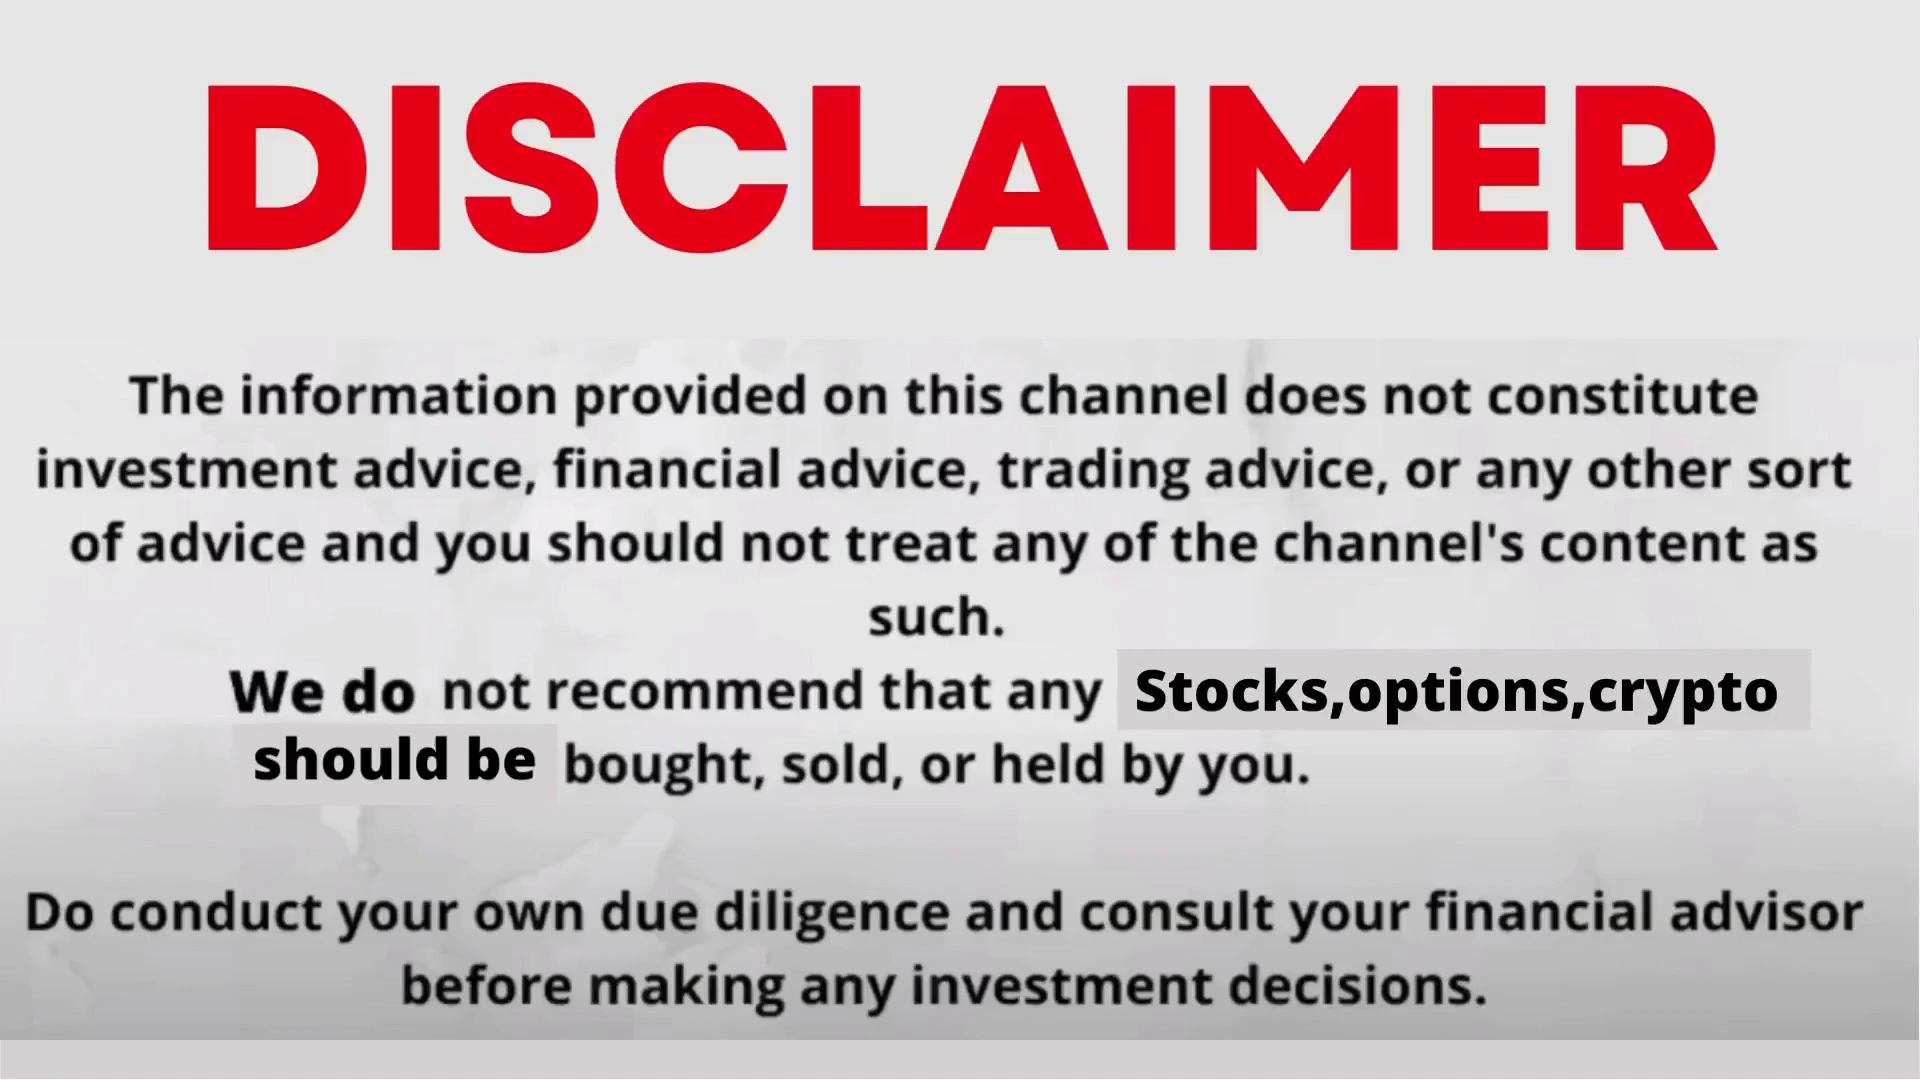 DISCLAIMER
The information provided on this channel does not constitute
investment advice, financial advice, trading advice, or any other sort
of advice and you should not treat any of the channel's content as
such.
We do not recommend that any Stocks,options,crypto
should be bought, sold, or held by you.
Do conduct your own due diligence and consult your financial advisor
before making any investment decisions.